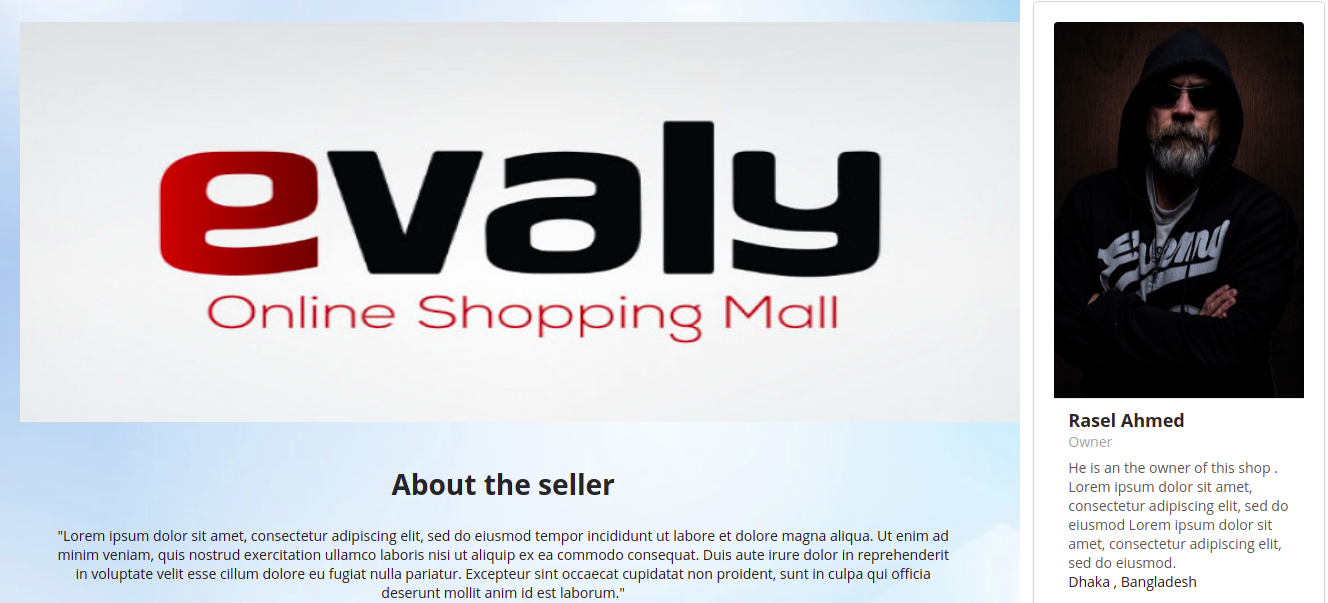 evaly
Online Shopping Mall
About the seller
"Lorem ipsum dolor sit amet, consectetur adipiscing elit, sed do eiusmod tempor incididunt ut labore et dolore magna aliqua. Ut enim ad
minim veniam, quis nostrud exercitation ullamco laboris nisi ut aliquip ex ea commodo consequat. Duis aute irure dolor in reprehenderit
in voluptate velit esse cillum dolore eu fugiat nulla pariatur. Excepteur sint occaecat cupidatat non proident, sunt in culpa qui officia
deserunt mollit anim id est laborum."
Rasel Ahmed
Owner
He is an the owner of this shop .
Lorem ipsum dolor sit amet,
consectetur adipiscing elit, sed do
eiusmod Lorem ipsum dolor sit
amet, consectetur adipiscing elit,
sed do eiusmod.
Dhaka , Bangladesh